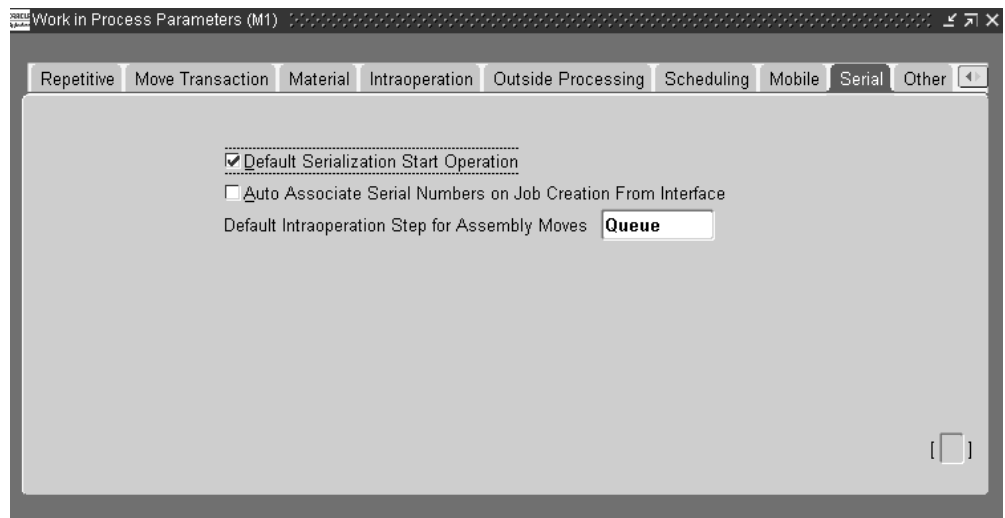 ORACLE
Work in Process Parameters (M1)
Repetitive Move Transaction Material Intraoperation Outside Processing Scheduling Mobile Serial Other
Default Serialization Start Operation
Auto Associate Serial Numbers on Job Creation From Interface
Default Intraoperation Step for Assembly Moves Queue
[ ]